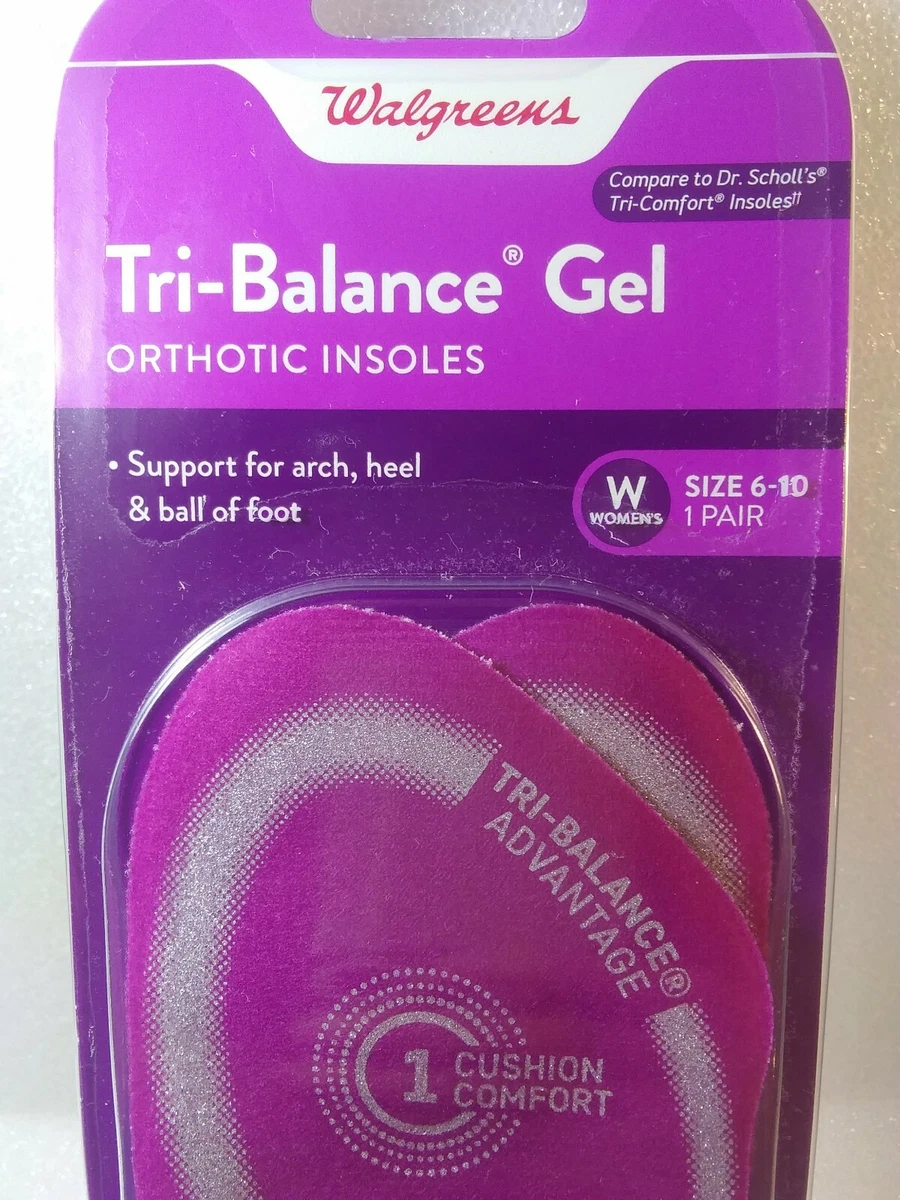 Walgreens
Compare to Dr. Scholl's®
Tri-Comfort® Insoles††
Tri-Balance® Gel
ORTHOTIC INSOLES
• Support for arch, heel
& ball of foot
W
WOMEN'S
SIZE 6-10
1 PAIR
TRI-BALANCE®
ADVANTAGE
1
CUSHION
COMFORT